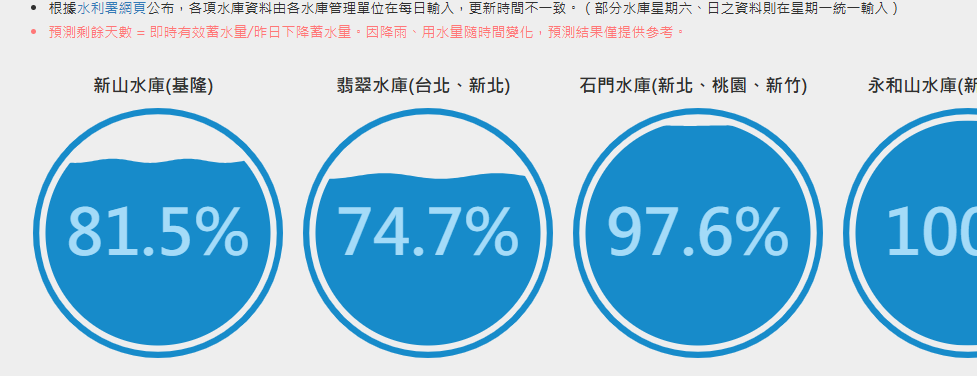 根據水利署網頁公布，各項水庫資料由各水庫管理單位在每日輸入，更新時間不一致。( 部分水庫星期六、日之資料則在星期一統一輸入 )
預測剩餘天數 = 即時有效蓄水量/昨日下降蓄水量。因降雨、用水量隨時間變化，預測結果僅提供參考。
新山水庫(基隆)
翡翠水庫(台北、新北)
石門水庫(新北、桃園、新竹)
永和山水庫(新
81.5%
74.7%
97.6%
100